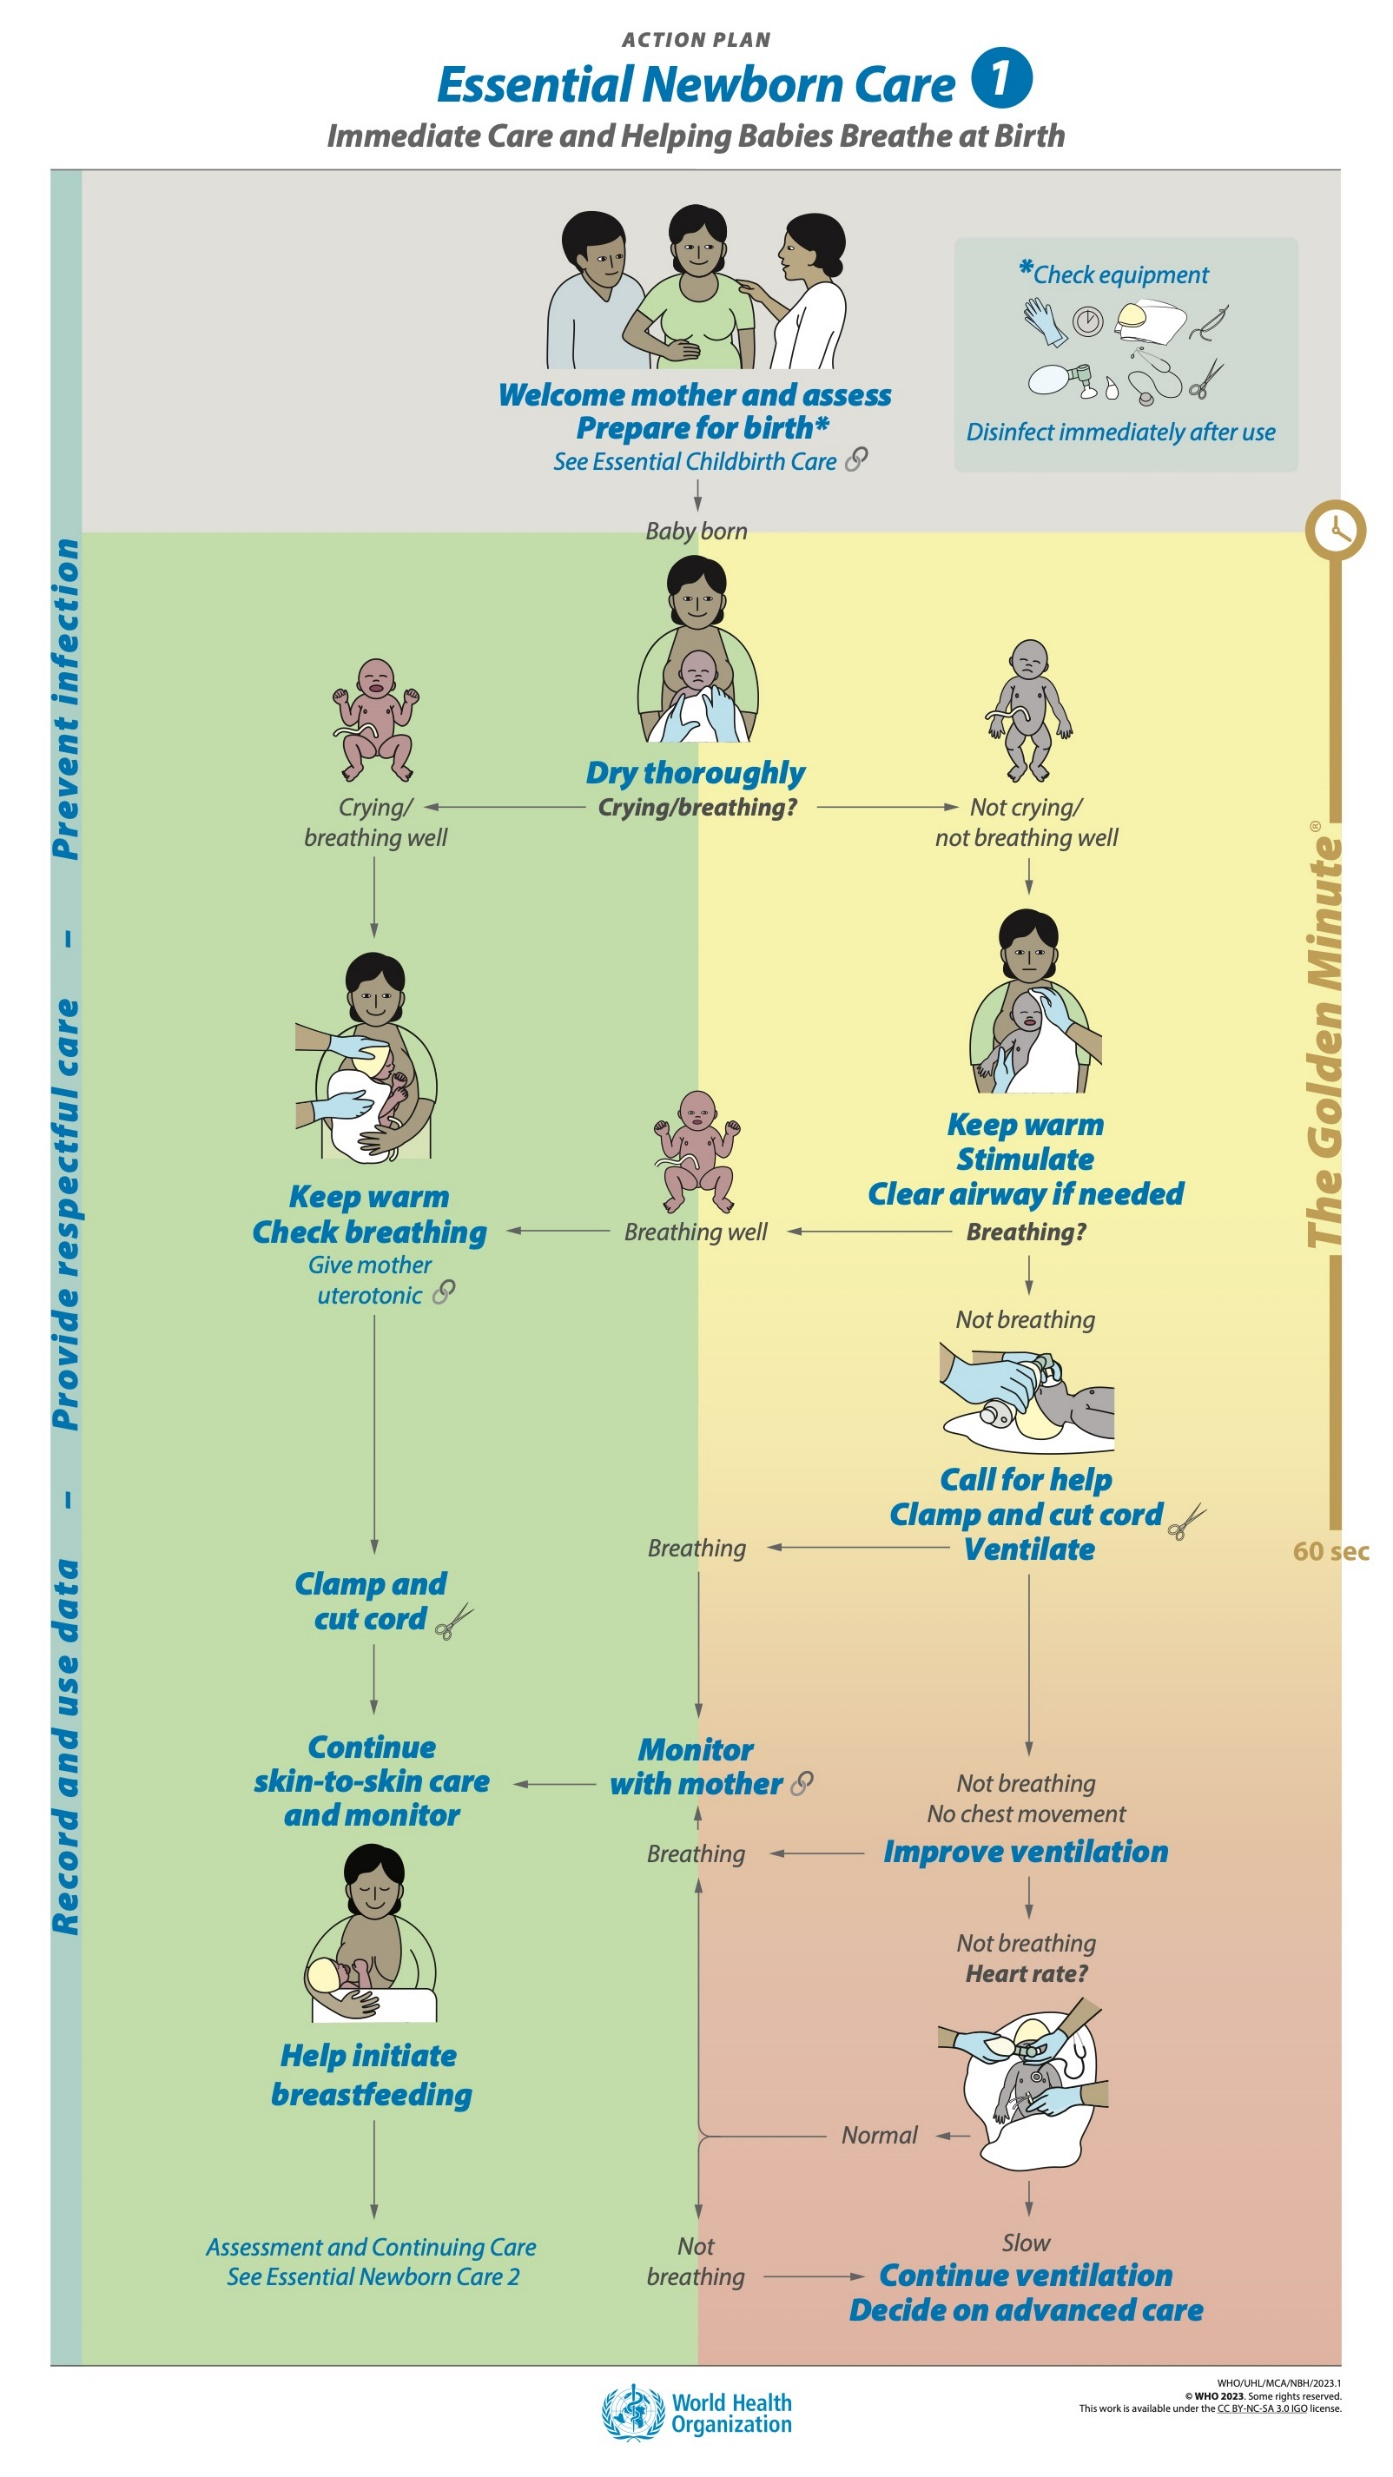 ACTION PLAN
Essential Newborn Care 1
Immediate Care and Helping Babies Breathe at Birth
Welcome mother and assess
Prepare for birth*
See Essential Childbirth Care
*Check equipment
Disinfect immediately after use
Baby born
Dry thoroughly
Crying/breathing?
Crying/
breathing well
Not crying/
not breathing well
Keep warm
Stimulate
Clear airway if needed
Breathing?
Breathing well
Keep warm
Check breathing
Give mother
uterotonic
Not breathing
Call for help
Clamp and cut cord
Ventilate
Breathing
60 sec
The Golden Minute®
Clamp and
cut cord
Continue
skin-to-skin care
and monitor
Monitor
with mother
Not breathing
No chest movement
Improve ventilation
Breathing
Not breathing
Heart rate?
Help initiate
breastfeeding
Normal
Slow
Assessment and Continuing Care
See Essential Newborn Care 2
Not
breathing
Continue ventilation
Decide on advanced care
Record and use data – Provide respectful care – Prevent infection
World Health
Organization
WHO/UHL/MCA/NBH/2023.1
© WHO 2023. Some rights reserved.
This work is available under the CC BY-NC-SA 3.0 IGO license.